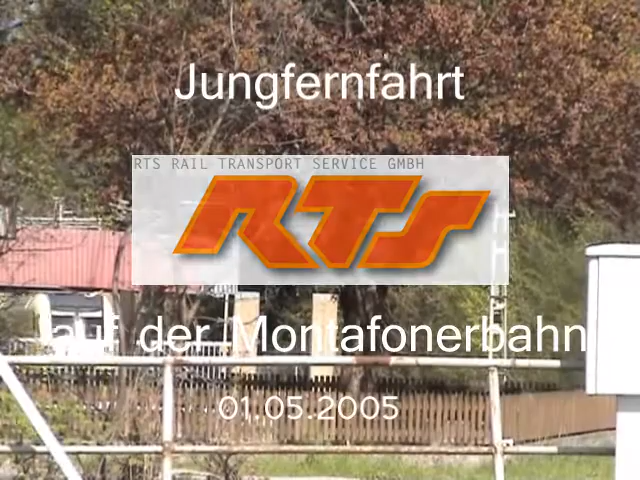 Jungfernfahrt
RTS RAIL TRANSPORT SERVICE GMBH
RTS
auf der Montafonerbahn
01.05.2005